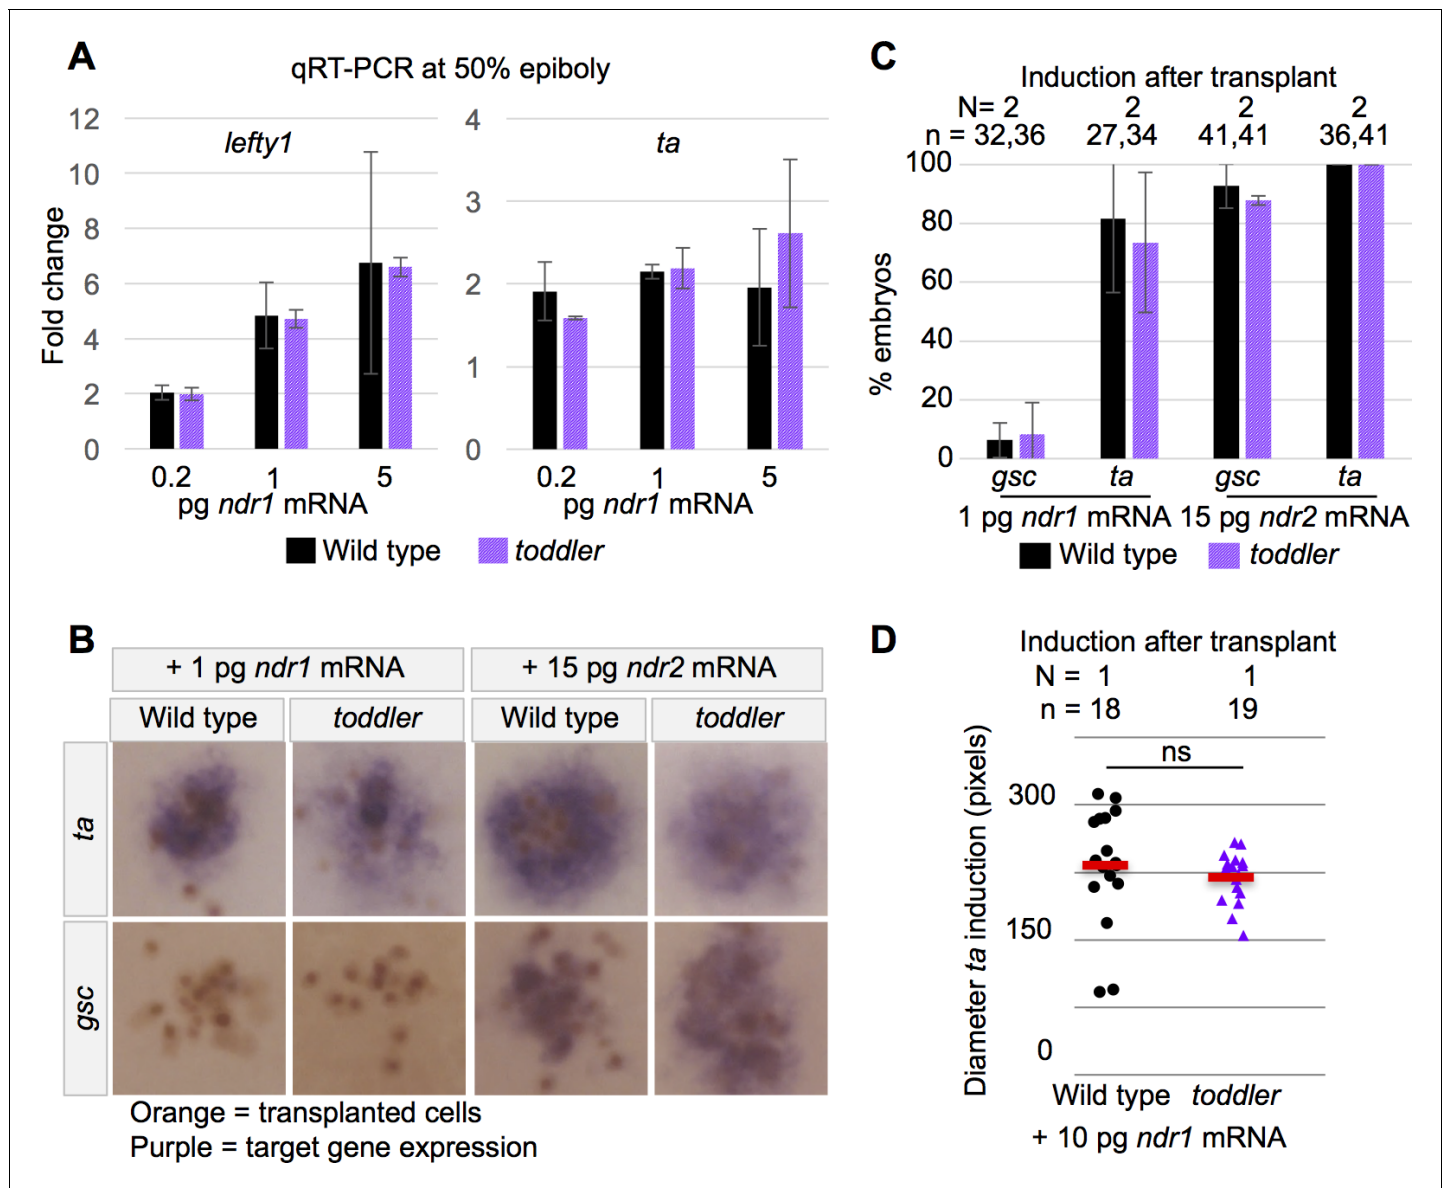 A
qRT-PCR at 50% epiboly
12
10
8
6
4
2
0
Fold change
lefty1
0.2 1 5
pg ndr1 mRNA
4
3
2
1
0
ta
0.2 1 5
pg ndr1 mRNA
Wild type toddler
C
Induction after transplant
N= 2 2 2 2
n = 32,36 27,34 41,41 36,41
100
80
60
40
20
0
% embryos
gsc ta gsc ta
1 pg ndr1 mRNA 15 pg ndr2 mRNA
Wild type toddler
B
+ 1 pg ndr1 mRNA + 15 pg ndr2 mRNA
Wild type toddler Wild type toddler
ta
gsc
Orange = transplanted cells
Purple = target gene expression
D
Induction after transplant
N = 1 1
n = 18 19
ns
300
150
0
Diameter ta induction (pixels)
Wild type toddler
+ 10 pg ndr1 mRNA